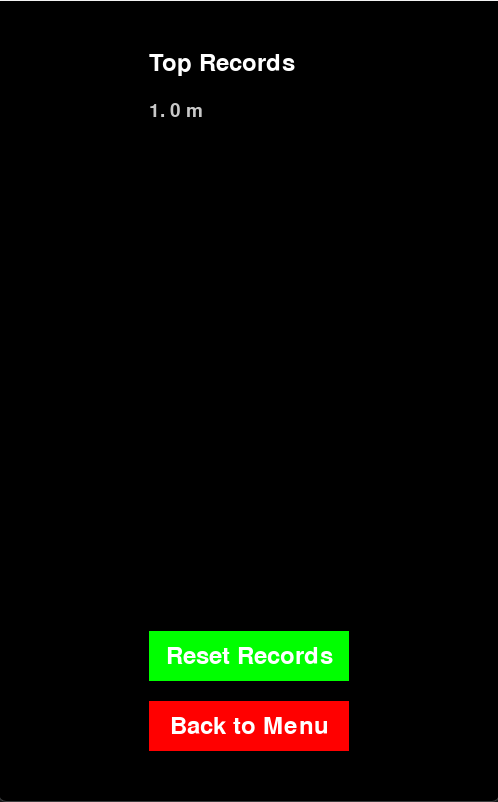 Top Records
1. 0 m
Reset Records
Back to Menu